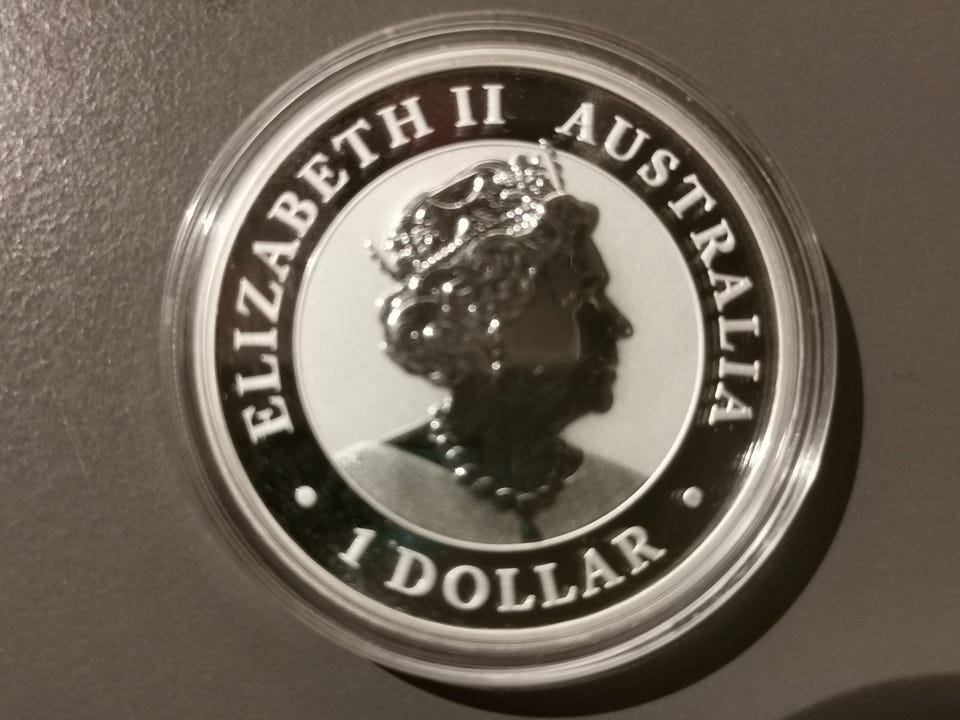 ELIZABETH II AUSTRALIA
1 DOLLAR